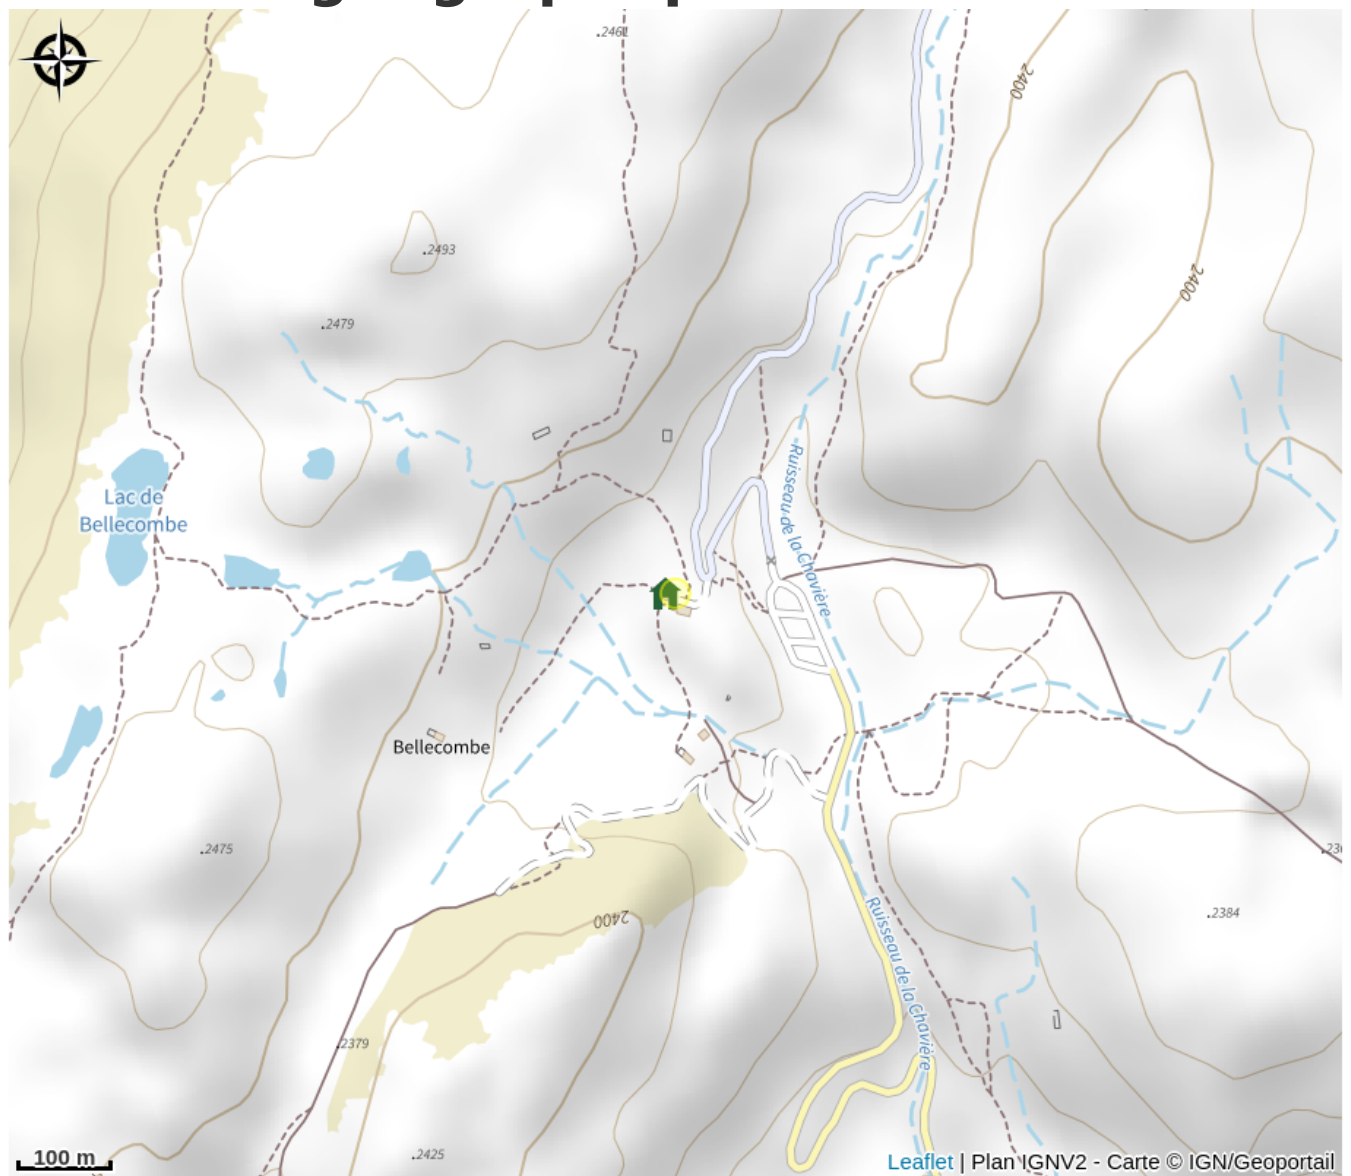 2461
2400
2493
2400
2479
Ruisseau de la Chavière
Lac de
Bellecombe
Bellecombe
2475
2400
2384
Ruisseau de la Chavière
2379
2425
100 m
Leaflet | Plan IGNV2 - Carte © IGN/Geoportail